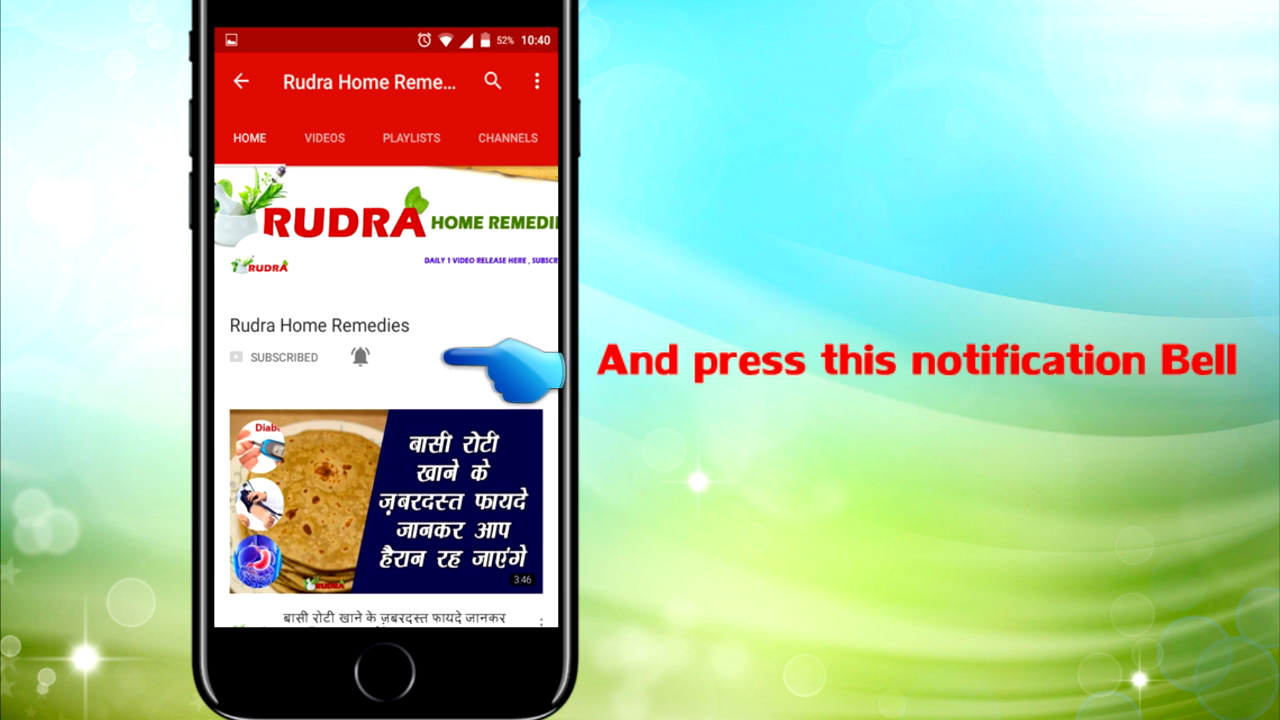 52% 10:40
Rudra Home Reme...
HOME VIDEOS PLAYLISTS CHANNELS
RUDRA HOME REMEDI
RUDRA
DAILY 1 VIDEO RELEASE HERE , SUBSCR
Rudra Home Remedies
SUBSCRIBED
And press this notification Bell
Diab
बासी रोटी
खाने के
ज़बरदस्त फायदे
जानकर आप
हैरान रह जाएंगे
RUDRA
3:46
बासी रोटी खाने के ज़बरदस्त फायदे जानकर